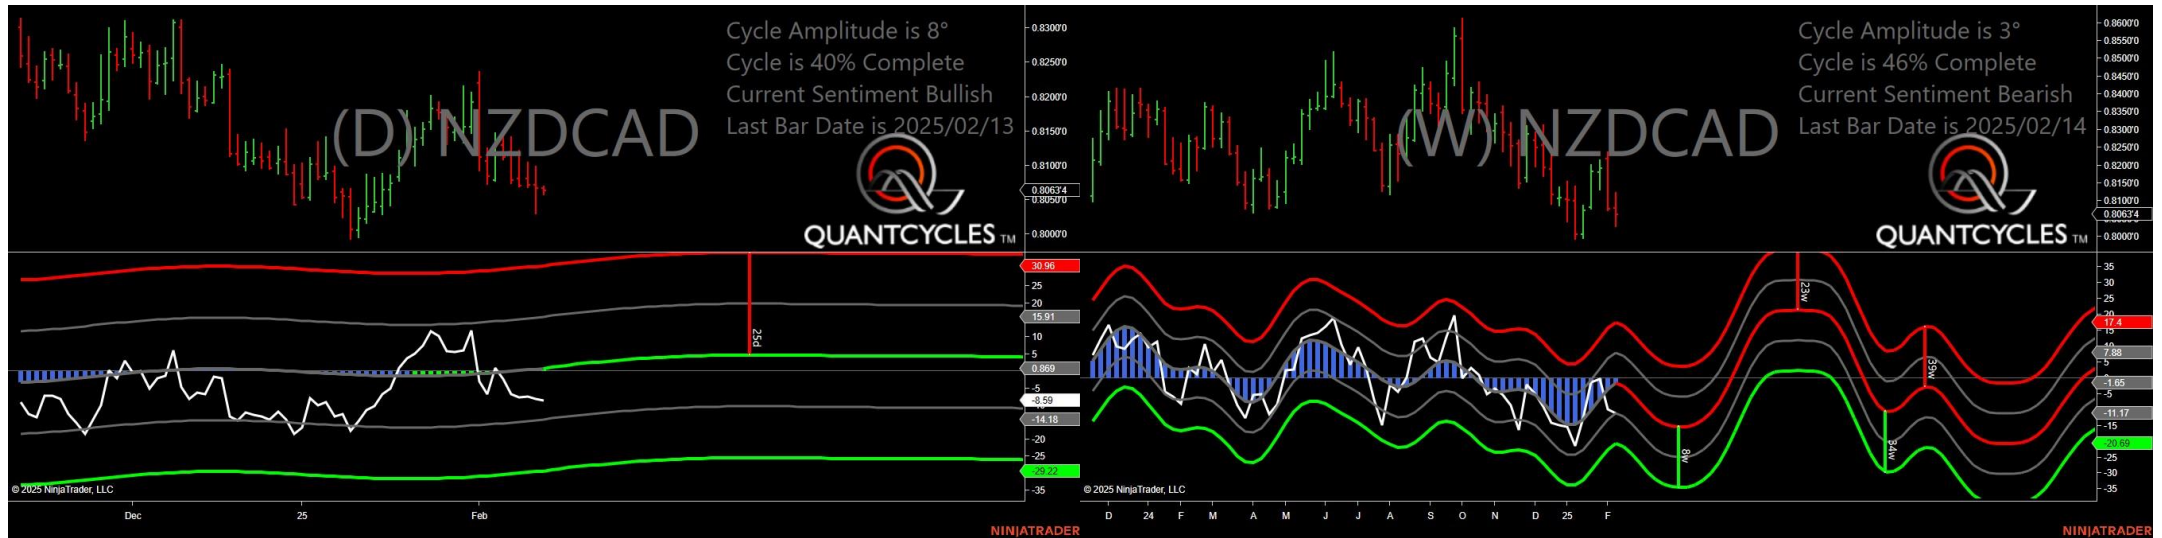 Cycle Amplitude is 8°
Cycle is 40% Complete
Current Sentiment Bullish
Last Bar Date is 2025/02/13
(D) NZDCAD
QUANTCYCLES TM
0.8300'0
0.8250'0
0.8200'0
0.8150'0
0.8100'0
0.8063'4
0.8050'0
0.8000'0
30.96
25
20
15.91
10
5
0.869
-5
-8.59
-14.18
-20
-25
-29.22
-35
25d
© 2025 NinjaTrader, LLC
Dec
25
Feb
NINJATRADER
Cycle Amplitude is 3°
Cycle is 46% Complete
Current Sentiment Bearish
Last Bar Date is 2025/02/14
(W) NZDCAD
QUANTCYCLES TM
0.8600'0
0.8550'0
0.8500'0
0.8450'0
0.8400'0
0.8350'0
0.8300'0
0.8250'0
0.8200'0
0.8150'0
0.8100'0
0.8063'4
0.8000'0
35
30
25
20
17.4
15
7.88
5
-1.65
-5
-11.17
-15
-20.69
-25
-30
-35
23w
39w
8w
34w
© 2025 NinjaTrader, LLC
D
24
F
M
A
M
J
J
A
S
O
N
D
25
F
NINJATRADER